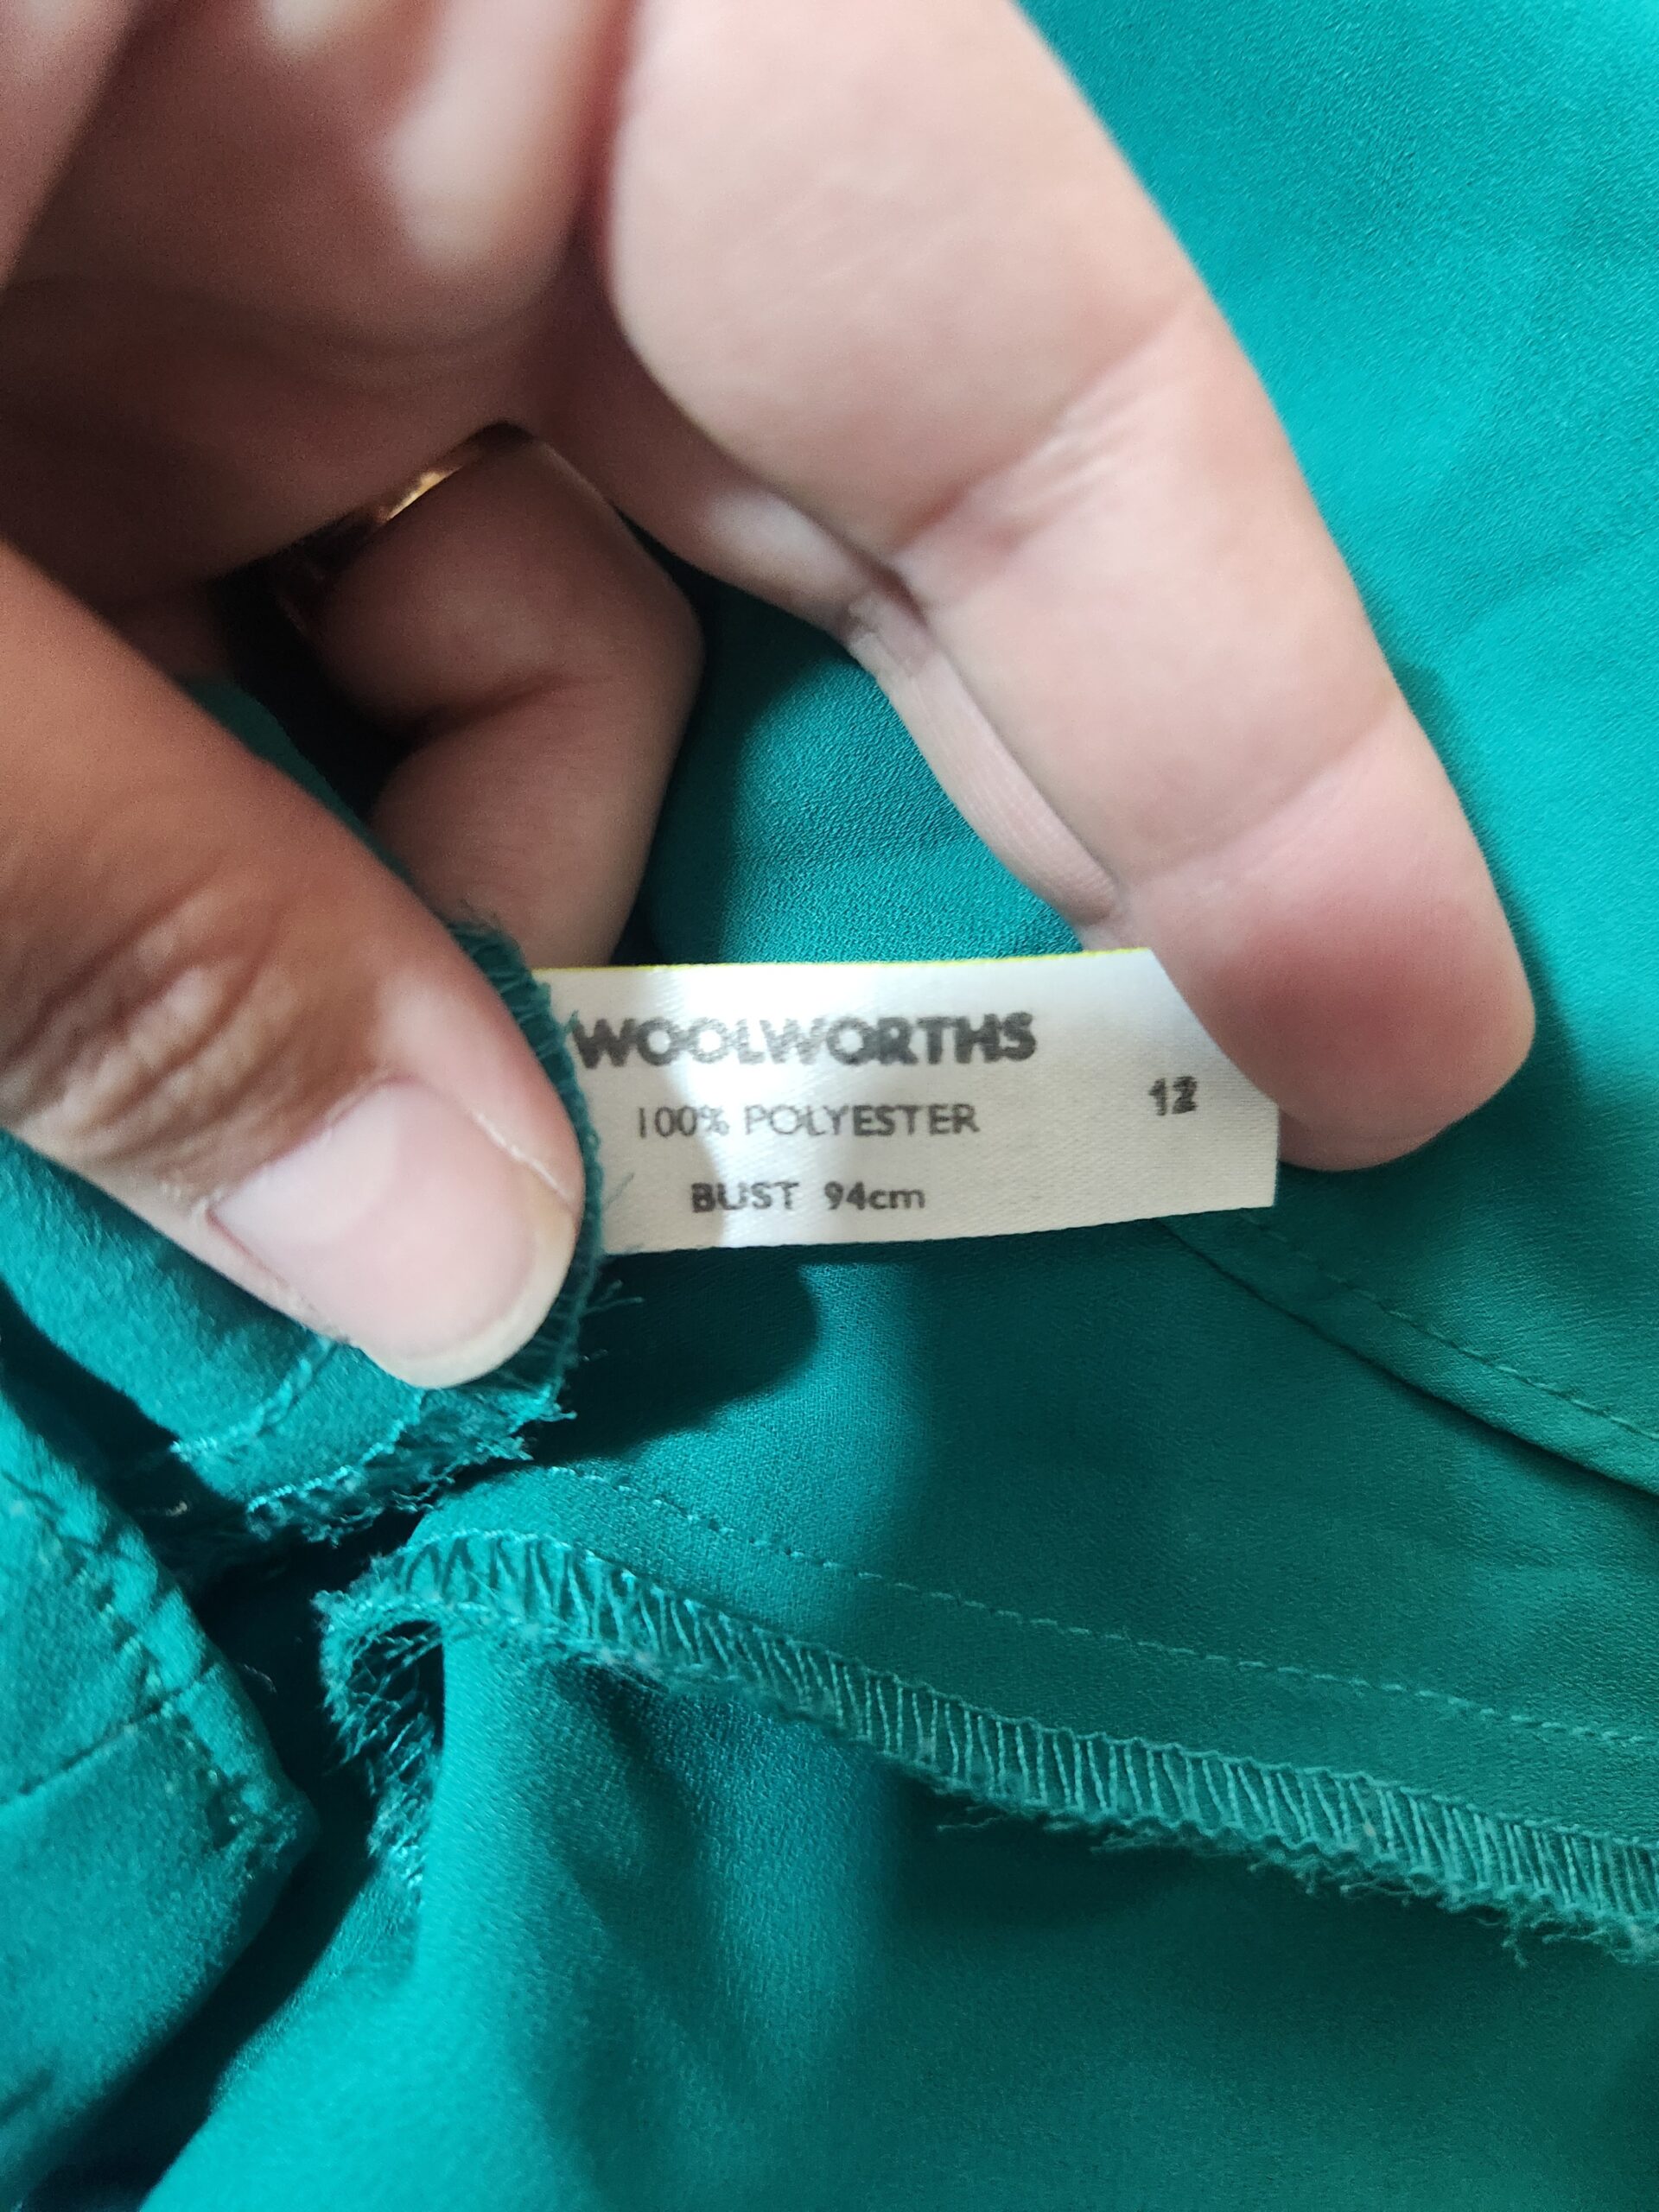 WOOLWORTHS
100% POLYESTER
12
BUST 94cm